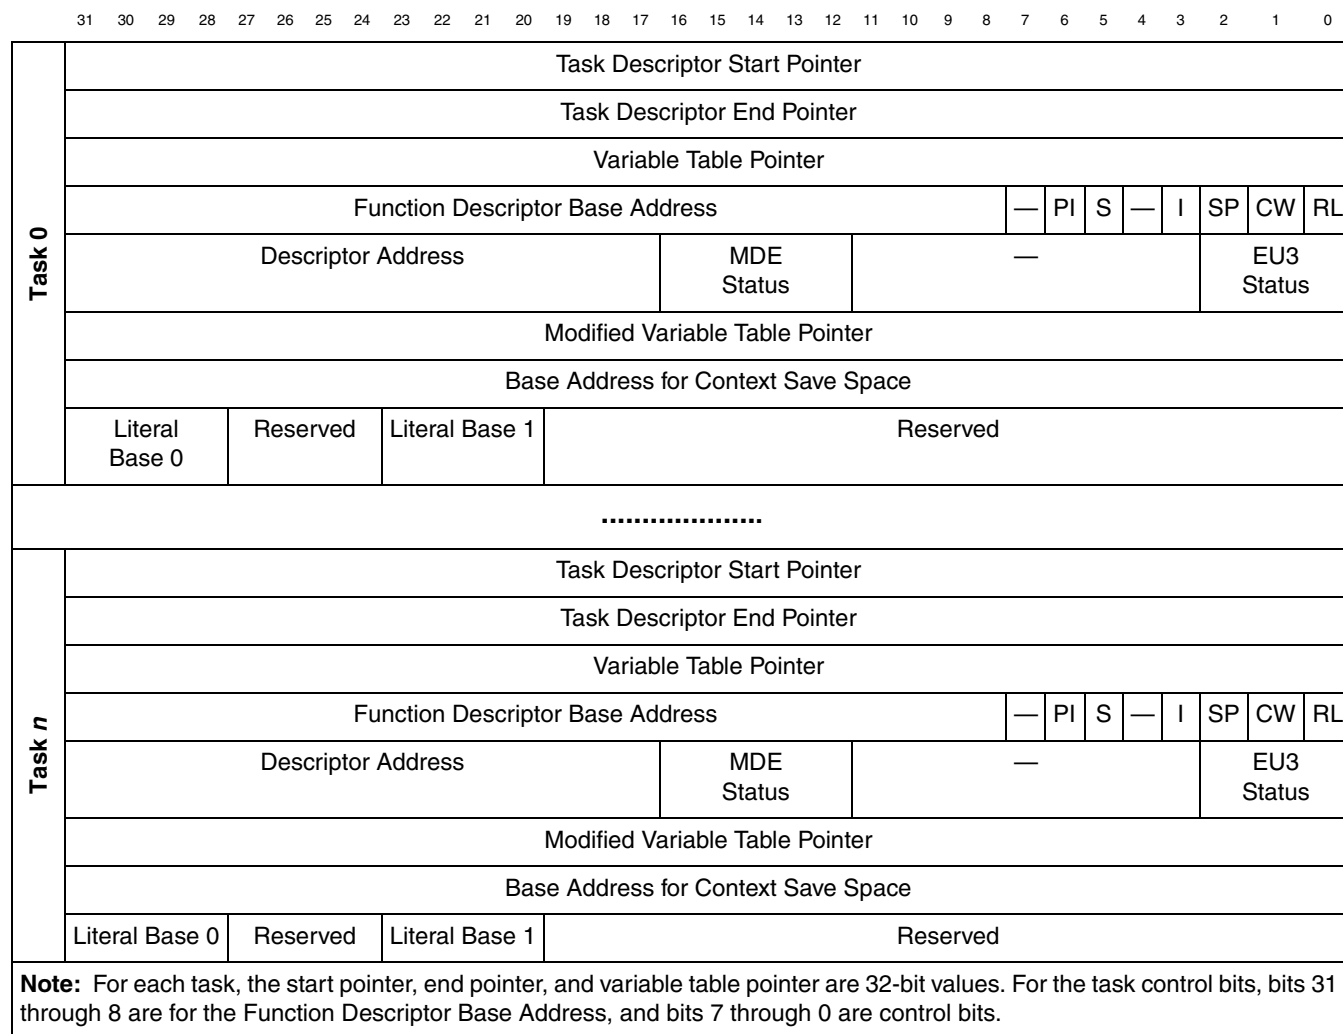 31 30 29 28 27 26 25 24 23 22 21 20 19 18 17 16 15 14 13 12 11 10 9 8 7 6 5 4 3 2 1 0
Task 0
Task Descriptor Start Pointer
Task Descriptor End Pointer
Variable Table Pointer
Function Descriptor Base Address — PI S — I SP CW RL
Descriptor Address MDE — EU3
Status Status
Modified Variable Table Pointer
Base Address for Context Save Space
Literal Reserved Literal Base 1 Reserved
Base 0
....................
Task n
Task Descriptor Start Pointer
Task Descriptor End Pointer
Variable Table Pointer
Function Descriptor Base Address — PI S — I SP CW RL
Descriptor Address MDE — EU3
Status Status
Modified Variable Table Pointer
Base Address for Context Save Space
Literal Base 0 Reserved Literal Base 1 Reserved
Note: For each task, the start pointer, end pointer, and variable table pointer are 32-bit values. For the task control bits, bits 31
through 8 are for the Function Descriptor Base Address, and bits 7 through 0 are control bits.